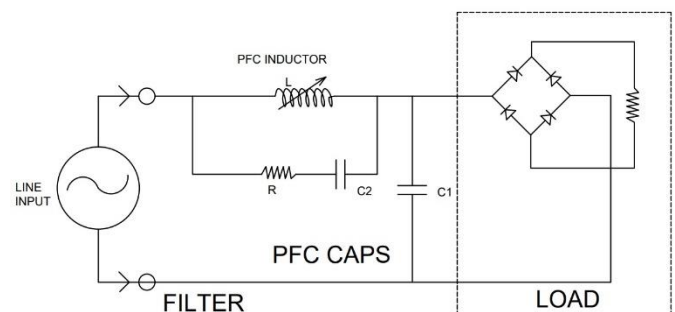 PFC INDUCTOR
L
LINE
INPUT
R
C2
C1
PFC CAPS
FILTER
LOAD